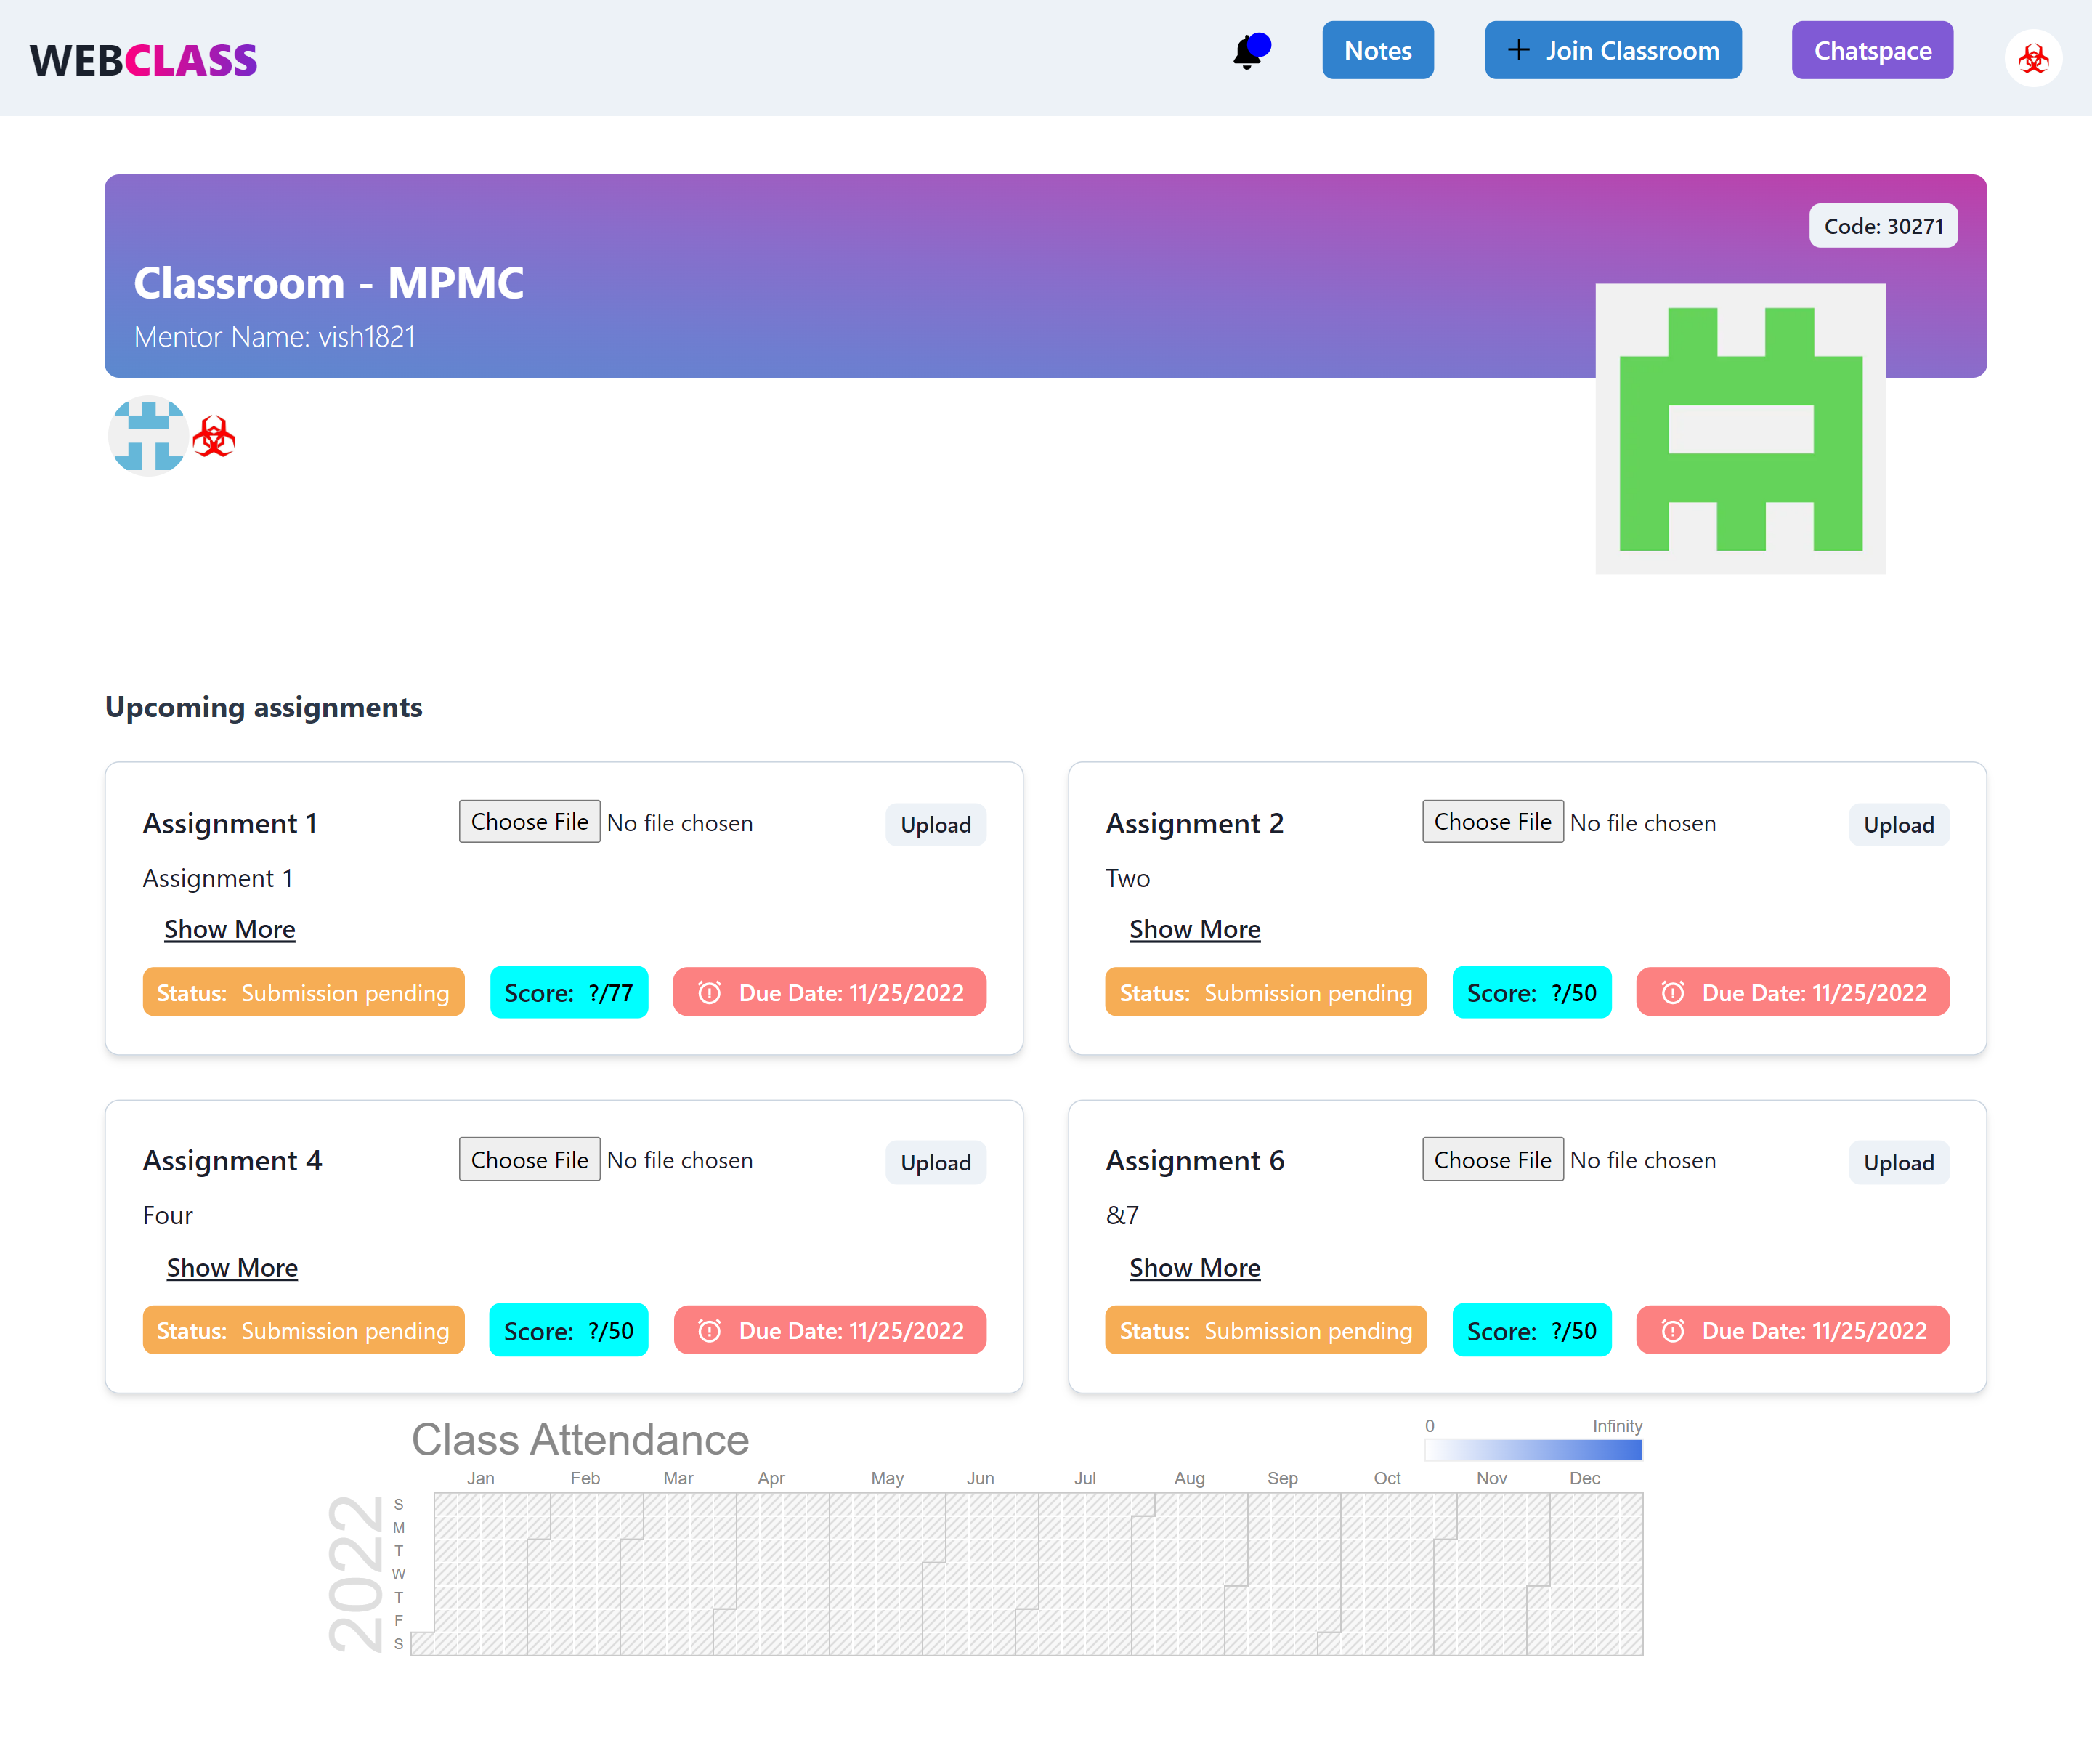 WEBCLASS
Notes
Join Classroom
Chatspace
Code: 30271
Classroom - MPMC
Mentor Name: vish1821
Upcoming assignments
Assignment 1 Choose File No file chosen Upload
Assignment 1
Show More
Status: Submission pending Score: ?/77 Due Date: 11/25/2022
Assignment 2 Choose File No file chosen Upload
Two
Show More
Status: Submission pending Score: ?/50 Due Date: 11/25/2022
Assignment 4 Choose File No file chosen Upload
Four
Show More
Status: Submission pending Score: ?/50 Due Date: 11/25/2022
Assignment 6 Choose File No file chosen Upload
&7
Show More
Status: Submission pending Score: ?/50 Due Date: 11/25/2022
Class Attendance
0 Infinity
Jan Feb Mar Apr May Jun Jul Aug Sep Oct Nov Dec
2022
S
M
T
W
T
F
S